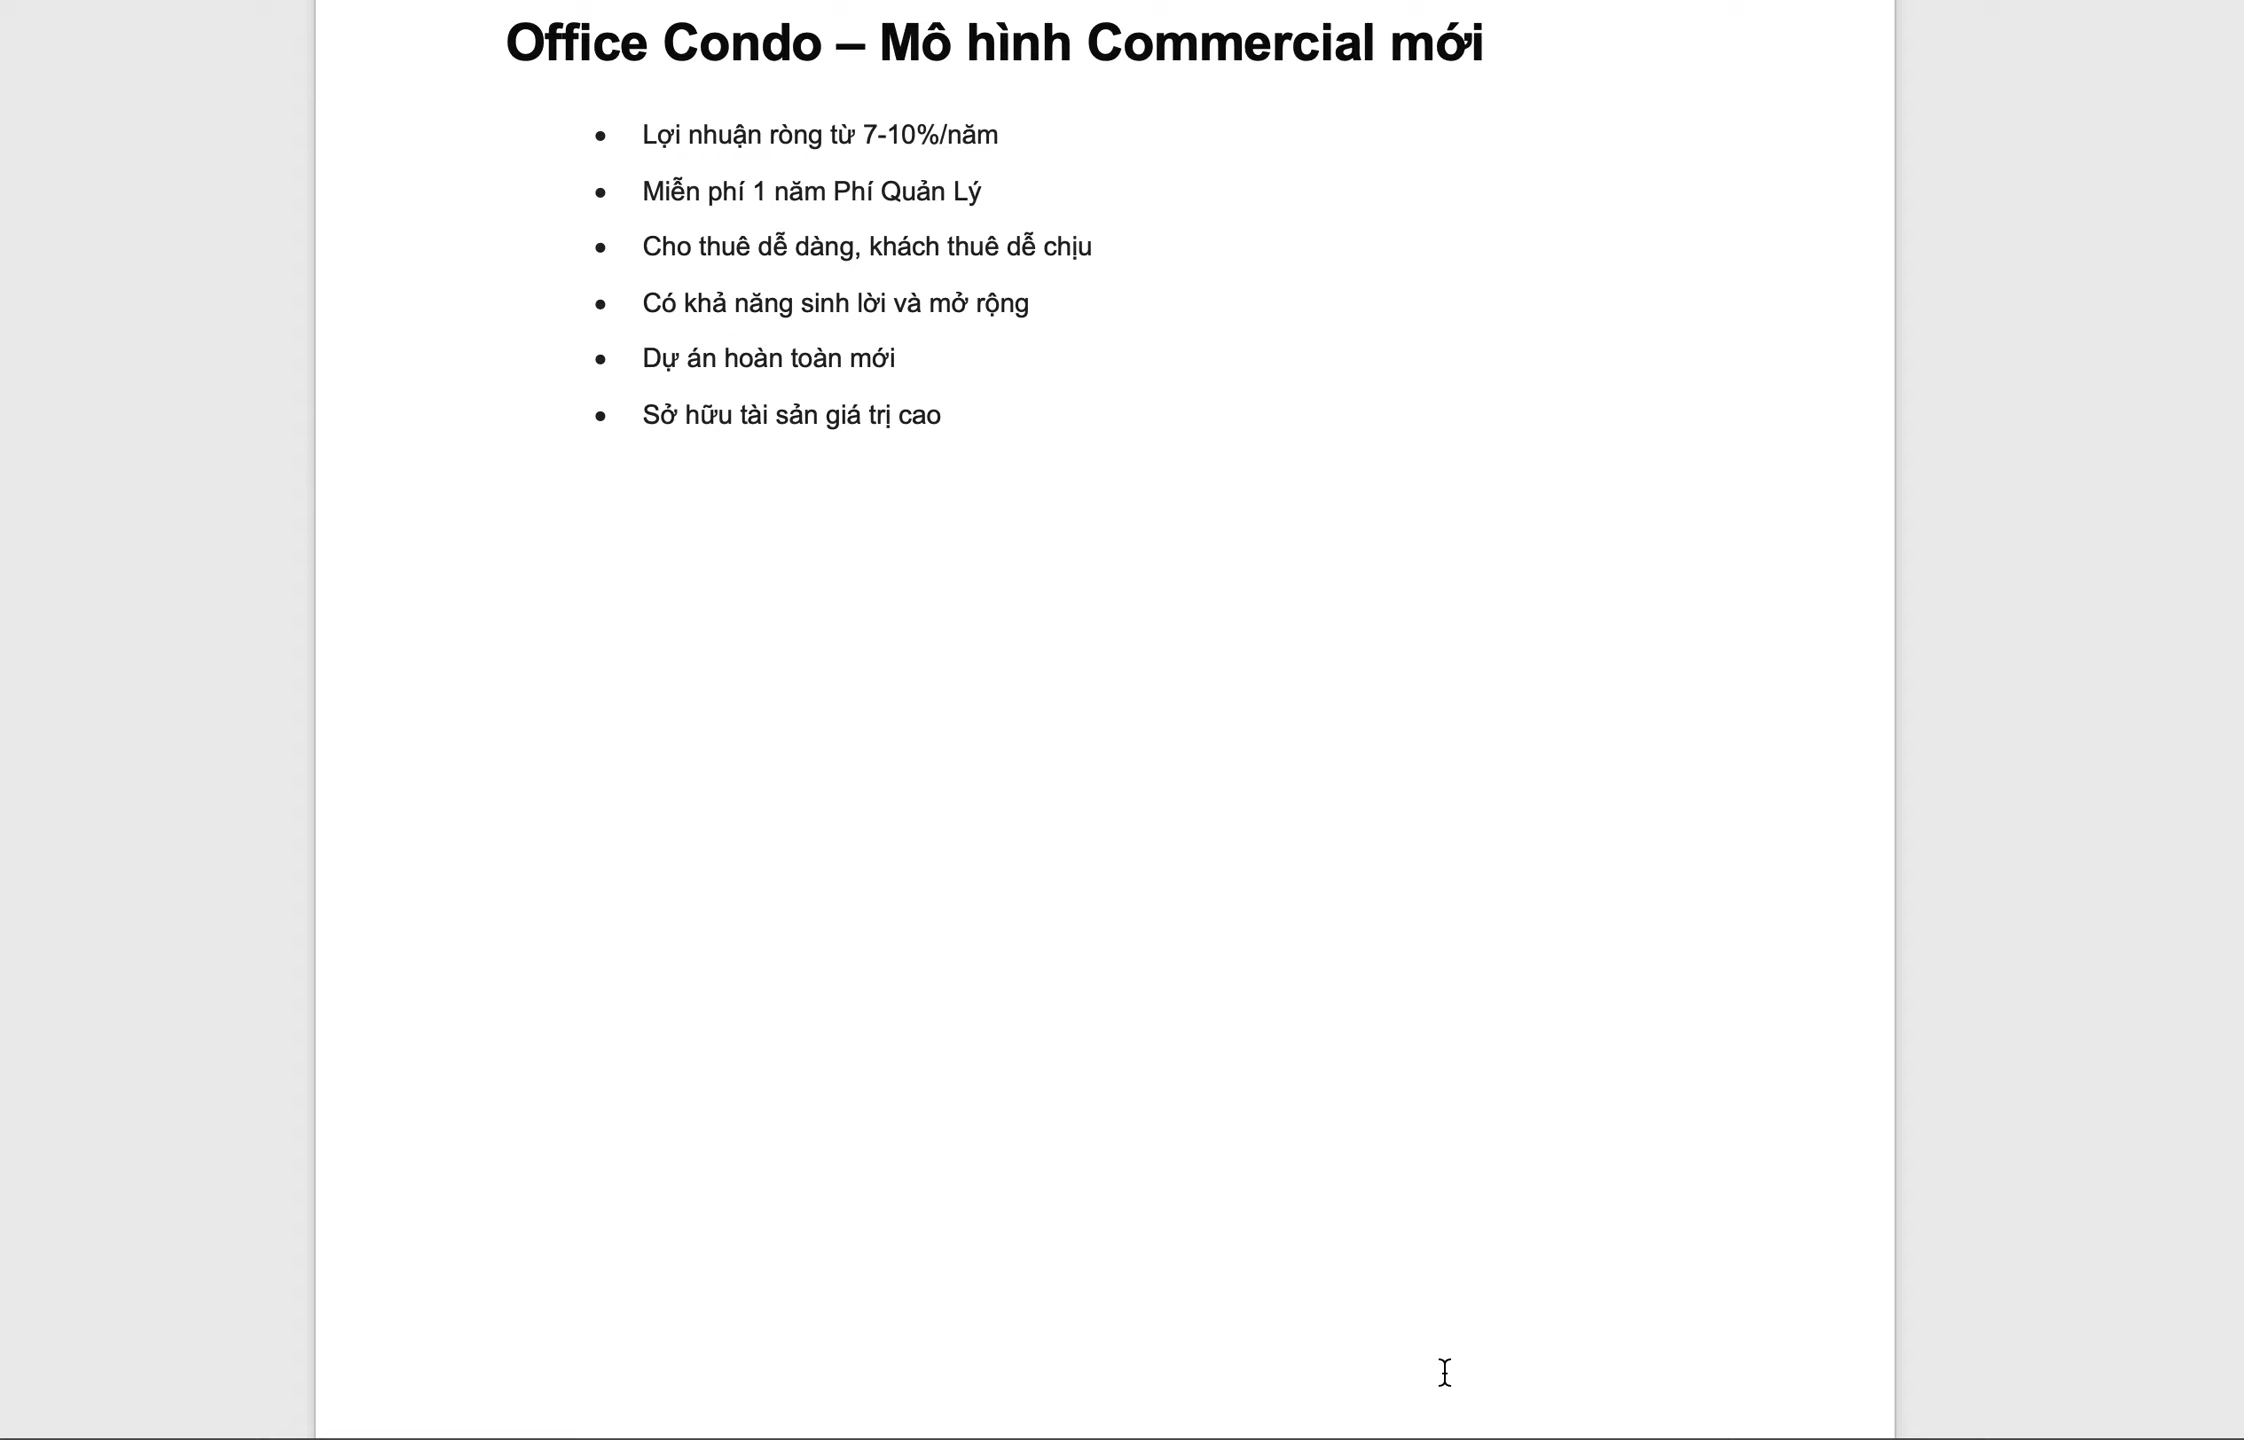 Office Condo – Mô hình Commercial mới
• Lợi nhuận ròng từ 7-10%/năm
• Miễn phí 1 năm Phí Quản Lý
• Cho thuê dễ dàng, khách thuê dễ chịu
• Có khả năng sinh lời và mở rộng
• Dự án hoàn toàn mới
• Sở hữu tài sản giá trị cao